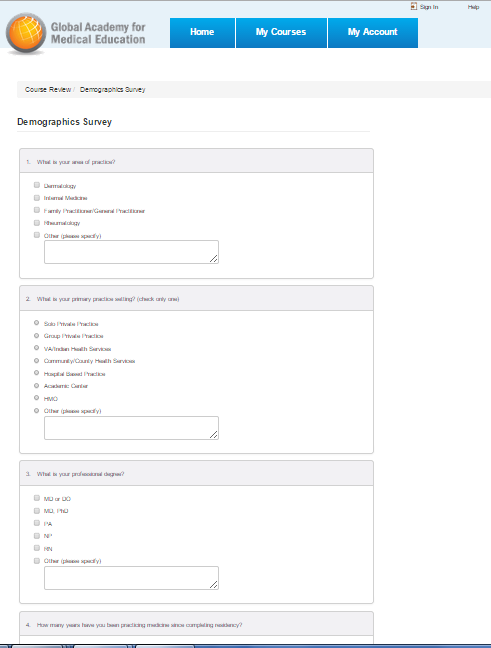 Sign In Help
Global Academy for
Medical Education
Home My Courses My Account
Course Review / Demographics Survey
Demographics Survey
1. What is your area of practice?
Dermatology
Internal Medicine
Family Practitioner/General Practitioner
Rheumatology
Other (please specify)
2. What is your primary practice setting? (check only one)
Solo Private Practice
Group Private Practice
VA/Indian Health Services
Community/County Health Services
Hospital Based Practice
Academic Center
HMO
Other (please specify)
3. What is your professional degree?
MD or DO
MD, PhD
PA
NP
RN
Other (please specify)
4. How many years have you been practicing medicine since completing residency?